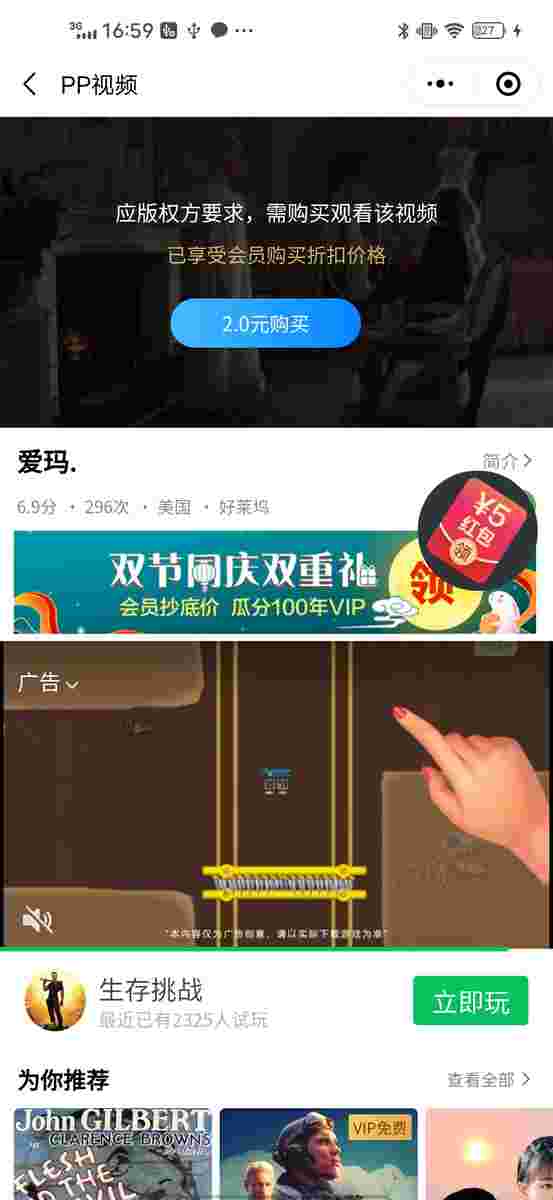 3G 16:59 27
PP视频
应版权方要求，需购买观看该视频
已享受会员购买折扣价格
2.0元购买
爱玛.
简介
6.9分 · 296次 · 美国 · 好莱坞
¥5
红包
领
双节同庆双重礼
会员抄底价 瓜分100年VIP
领
广告
"本内容仅为广告创意，请以实际下载游戏为准"
生存挑战
最近已有2325人试玩
立即玩
为你推荐
查看全部
John GILBERT
CLARENCE BROWNS
FLESH
VIP免费